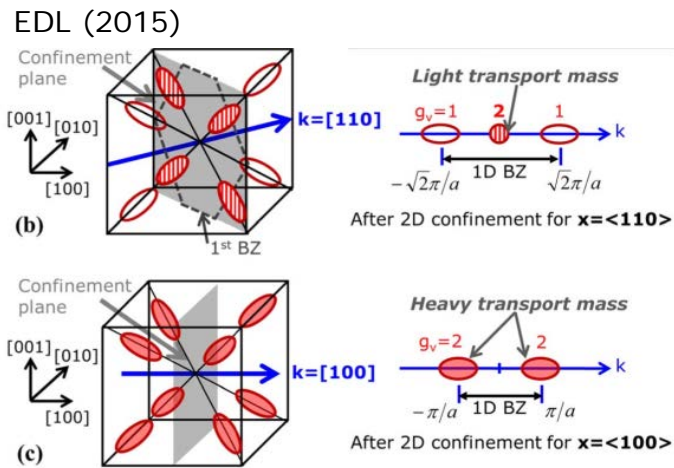 EDL (2015)
Confinement
plane
[001]
[010]
[100]
k=[110]
1st BZ
(b)
Light transport mass
gv=1
2
1
k
1D BZ
-√2π/a
√2π/a
After 2D confinement for x=<110>
Confinement
plane
[001]
[010]
[100]
k=[100]
(c)
Heavy transport mass
gv=2
2
k
1D BZ
-π/a
π/a
After 2D confinement for x=<100>